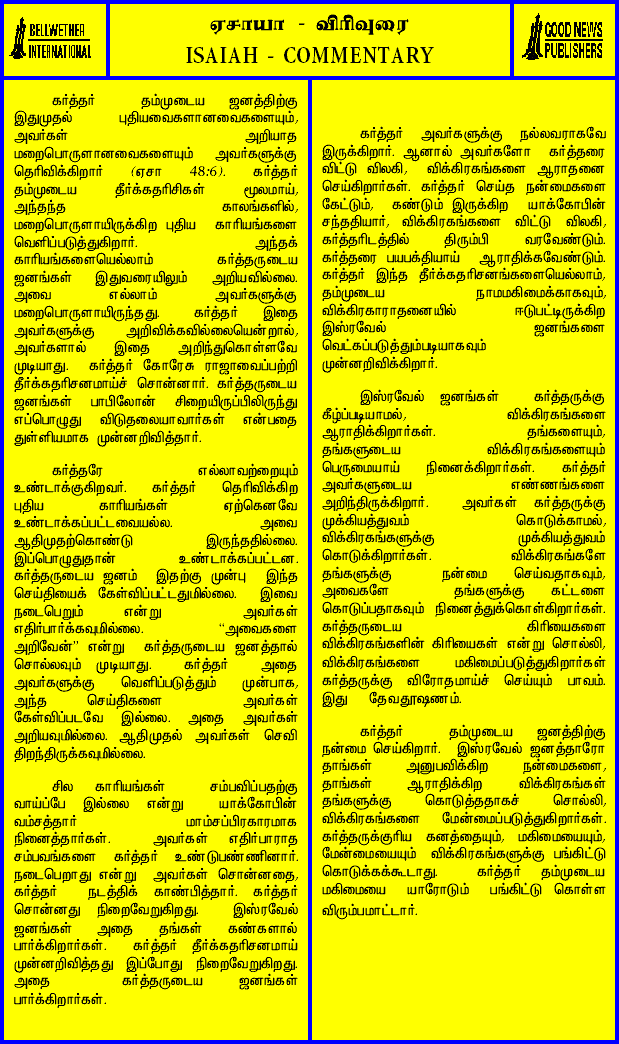 BELLWETHER
INTERNATIONAL
ஏசாயா - விரிவுரை
ISAIAH - COMMENTARY
GOOD NEWS
PUBLISHERS
கர்த்தர் தம்முடைய ஜனத்திற்கு
இதுமுதல் புதியவைகளானவைகளையும்,
அவர்கள் அறியாத
மறைபொருளானவைகளையும் அவர்களுக்கு
தெரிவிக்கிறார் (ஏசா 48:6). கர்த்தர்
தம்முடைய தீர்க்கதரிசிகள் மூலமாய்,
அந்தந்த காலங்களில்,
மறைபொருளாயிருக்கிற புதிய காரியங்களை
வெளிப்படுத்துகிறார். அந்தக்
காரியங்களையெல்லாம் கர்த்தருடைய
ஜனங்கள் இதுவரையிலும் அறியவில்லை.
அவை எல்லாம் அவர்களுக்கு
மறைபொருளாயிருந்தது. கர்த்தர் இதை
அவர்களுக்கு அறிவிக்கவில்லையென்றால்,
அவர்களால் இதை அறிந்துகொள்ளவே
முடியாது. கர்த்தர் கோரேசு ராஜாவைப்பற்றி
தீர்க்கதரிசனமாய்ச் சொன்னார். கர்த்தருடைய
ஜனங்கள் பாபிலோன் சிறையிருப்பிலிருந்து
எப்பொழுது விடுதலையாவார்கள் என்பதை
துள்ளியமாக முன்னறிவித்தார்.
கர்த்தரே எல்லாவற்றையும்
உண்டாக்குகிறவர். கர்த்தர் தெரிவிக்கிற
புதிய காரியங்கள் ஏற்கெனவே
உண்டாக்கப்பட்டவையல்ல. அவை
ஆதிமுதற்கொண்டு இருந்ததில்லை.
இப்பொழுதுதான் உண்டாக்கப்பட்டன.
கர்த்தருடைய ஜனம் இதற்கு முன்பு இந்த
செய்தியைக் கேள்விப்பட்டதுமில்லை. இவை
நடைபெறும் என்று அவர்கள்
எதிர்பார்க்கவுமில்லை. “அவைகளை
அறிவேன்” என்று கர்த்தருடைய ஜனத்தால்
சொல்லவும் முடியாது. கர்த்தர் அதை
அவர்களுக்கு வெளிப்படுத்தும் முன்பாக,
அந்த செய்திகளை அவர்கள்
கேள்விப்படவே இல்லை. அதை அவர்கள்
அறியவுமில்லை. ஆதிமுதல் அவர்கள் செவி
திறந்திருக்கவுமில்லை.
சில காரியங்கள் சம்பவிப்பதற்கு
வாய்ப்பே இல்லை என்று யாக்கோபின்
வம்சத்தார் மாம்சப்பிரகாரமாக
நினைத்தார்கள். அவர்கள் எதிர்பாராத
சம்பவங்களை கர்த்தர் உண்டுபண்ணினார்.
நடைபெறாது என்று அவர்கள் சொன்னதை,
கர்த்தர் நடத்திக் காண்பித்தார். கர்த்தர்
சொன்னது நிறைவேறுகிறது. இஸ்ரவேல்
ஜனங்கள் அதை தங்கள் கண்களால்
பார்க்கிறார்கள். கர்த்தர் தீர்க்கதரிசனமாய்
முன்னறிவித்தது இப்போது நிறைவேறுகிறது.
அதை கர்த்தருடைய ஜனங்கள்
பார்க்கிறார்கள்.
கர்த்தர் அவர்களுக்கு நல்லவராகவே
இருக்கிறார். ஆனால் அவர்களோ கர்த்தரை
விட்டு விலகி, விக்கிரகங்களை ஆராதனை
செய்கிறார்கள். கர்த்தர் செய்த நன்மைகளை
கேட்டும், கண்டும் இருக்கிற யாக்கோபின்
சந்ததியார், விக்கிரகங்களை விட்டு விலகி,
கர்த்தரிடத்தில் திரும்பி வரவேண்டும்.
கர்த்தரை பயபக்தியாய் ஆராதிக்கவேண்டும்.
கர்த்தர் இந்த தீர்க்கதரிசனங்களையெல்லாம்,
தம்முடைய நாமமகிமைக்காகவும்,
விக்கிரகாராதனையில் ஈடுபட்டிருக்கிற
இஸ்ரவேல் ஜனங்களை
வெட்கப்படுத்தும்படியாகவும்
முன்னறிவிக்கிறார்.
இஸ்ரவேல் ஜனங்கள் கர்த்தருக்கு
கீழ்ப்படியாமல், விக்கிரகங்களை
ஆராதிக்கிறார்கள். தங்களையும்,
தங்களுடைய விக்கிரகங்களையும்
பெருமையாய் நினைக்கிறார்கள். கர்த்தர்
அவர்களுடைய எண்ணங்களை
அறிந்திருக்கிறார். அவர்கள் கர்த்தருக்கு
முக்கியத்துவம் கொடுக்காமல்,
விக்கிரகங்களுக்கு முக்கியத்துவம்
கொடுக்கிறார்கள். விக்கிரகங்களே
தங்களுக்கு நன்மை செய்வதாகவும்,
அவைகளே தங்களுக்கு கட்டளை
கொடுப்பதாகவும் நினைத்துக்கொள்கிறார்கள்.
கர்த்தருடைய கிரியைகளை
விக்கிரகங்களின் கிரியைகள் என்று சொல்லி,
விக்கிரகங்களை மகிமைப்படுத்துகிறார்கள்
கர்த்தருக்கு விரோதமாய்ச் செய்யும் பாவம்.
இது தேவதூஷணம்.
கர்த்தர் தம்முடைய ஜனத்திற்கு
நன்மை செய்கிறார். இஸ்ரவேல் ஜனத்தாரோ
தாங்கள் அனுபவிக்கிற நன்மைகளை,
தாங்கள் ஆராதிக்கிற விக்கிரகங்கள்
தங்களுக்கு கொடுத்ததாகச் சொல்லி,
விக்கிரகங்களை மேன்மைப்படுத்துகிறார்கள்.
கர்த்தருக்குரிய கனத்தையும், மகிமையையும்,
மேன்மையையும் விக்கிரகங்களுக்கு பங்கிட்டு
கொடுக்கக்கூடாது. கர்த்தர் தம்முடைய
மகிமையை யாரோடும் பங்கிட்டு கொள்ள
விரும்பமாட்டார்.